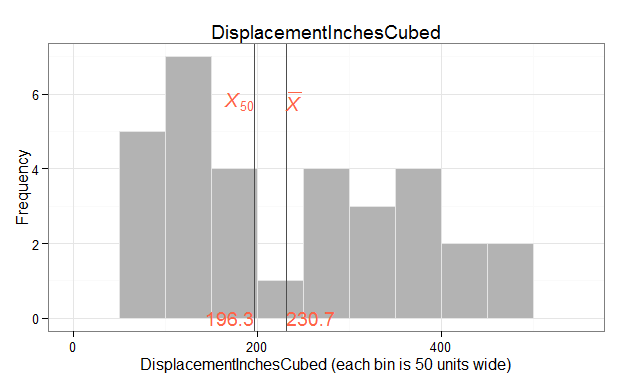 DisplacementInchesCubed
Frequency
6
4
2
0
X50
X̅
196.3
230.7
0
200
400
DisplacementInchesCubed (each bin is 50 units wide)